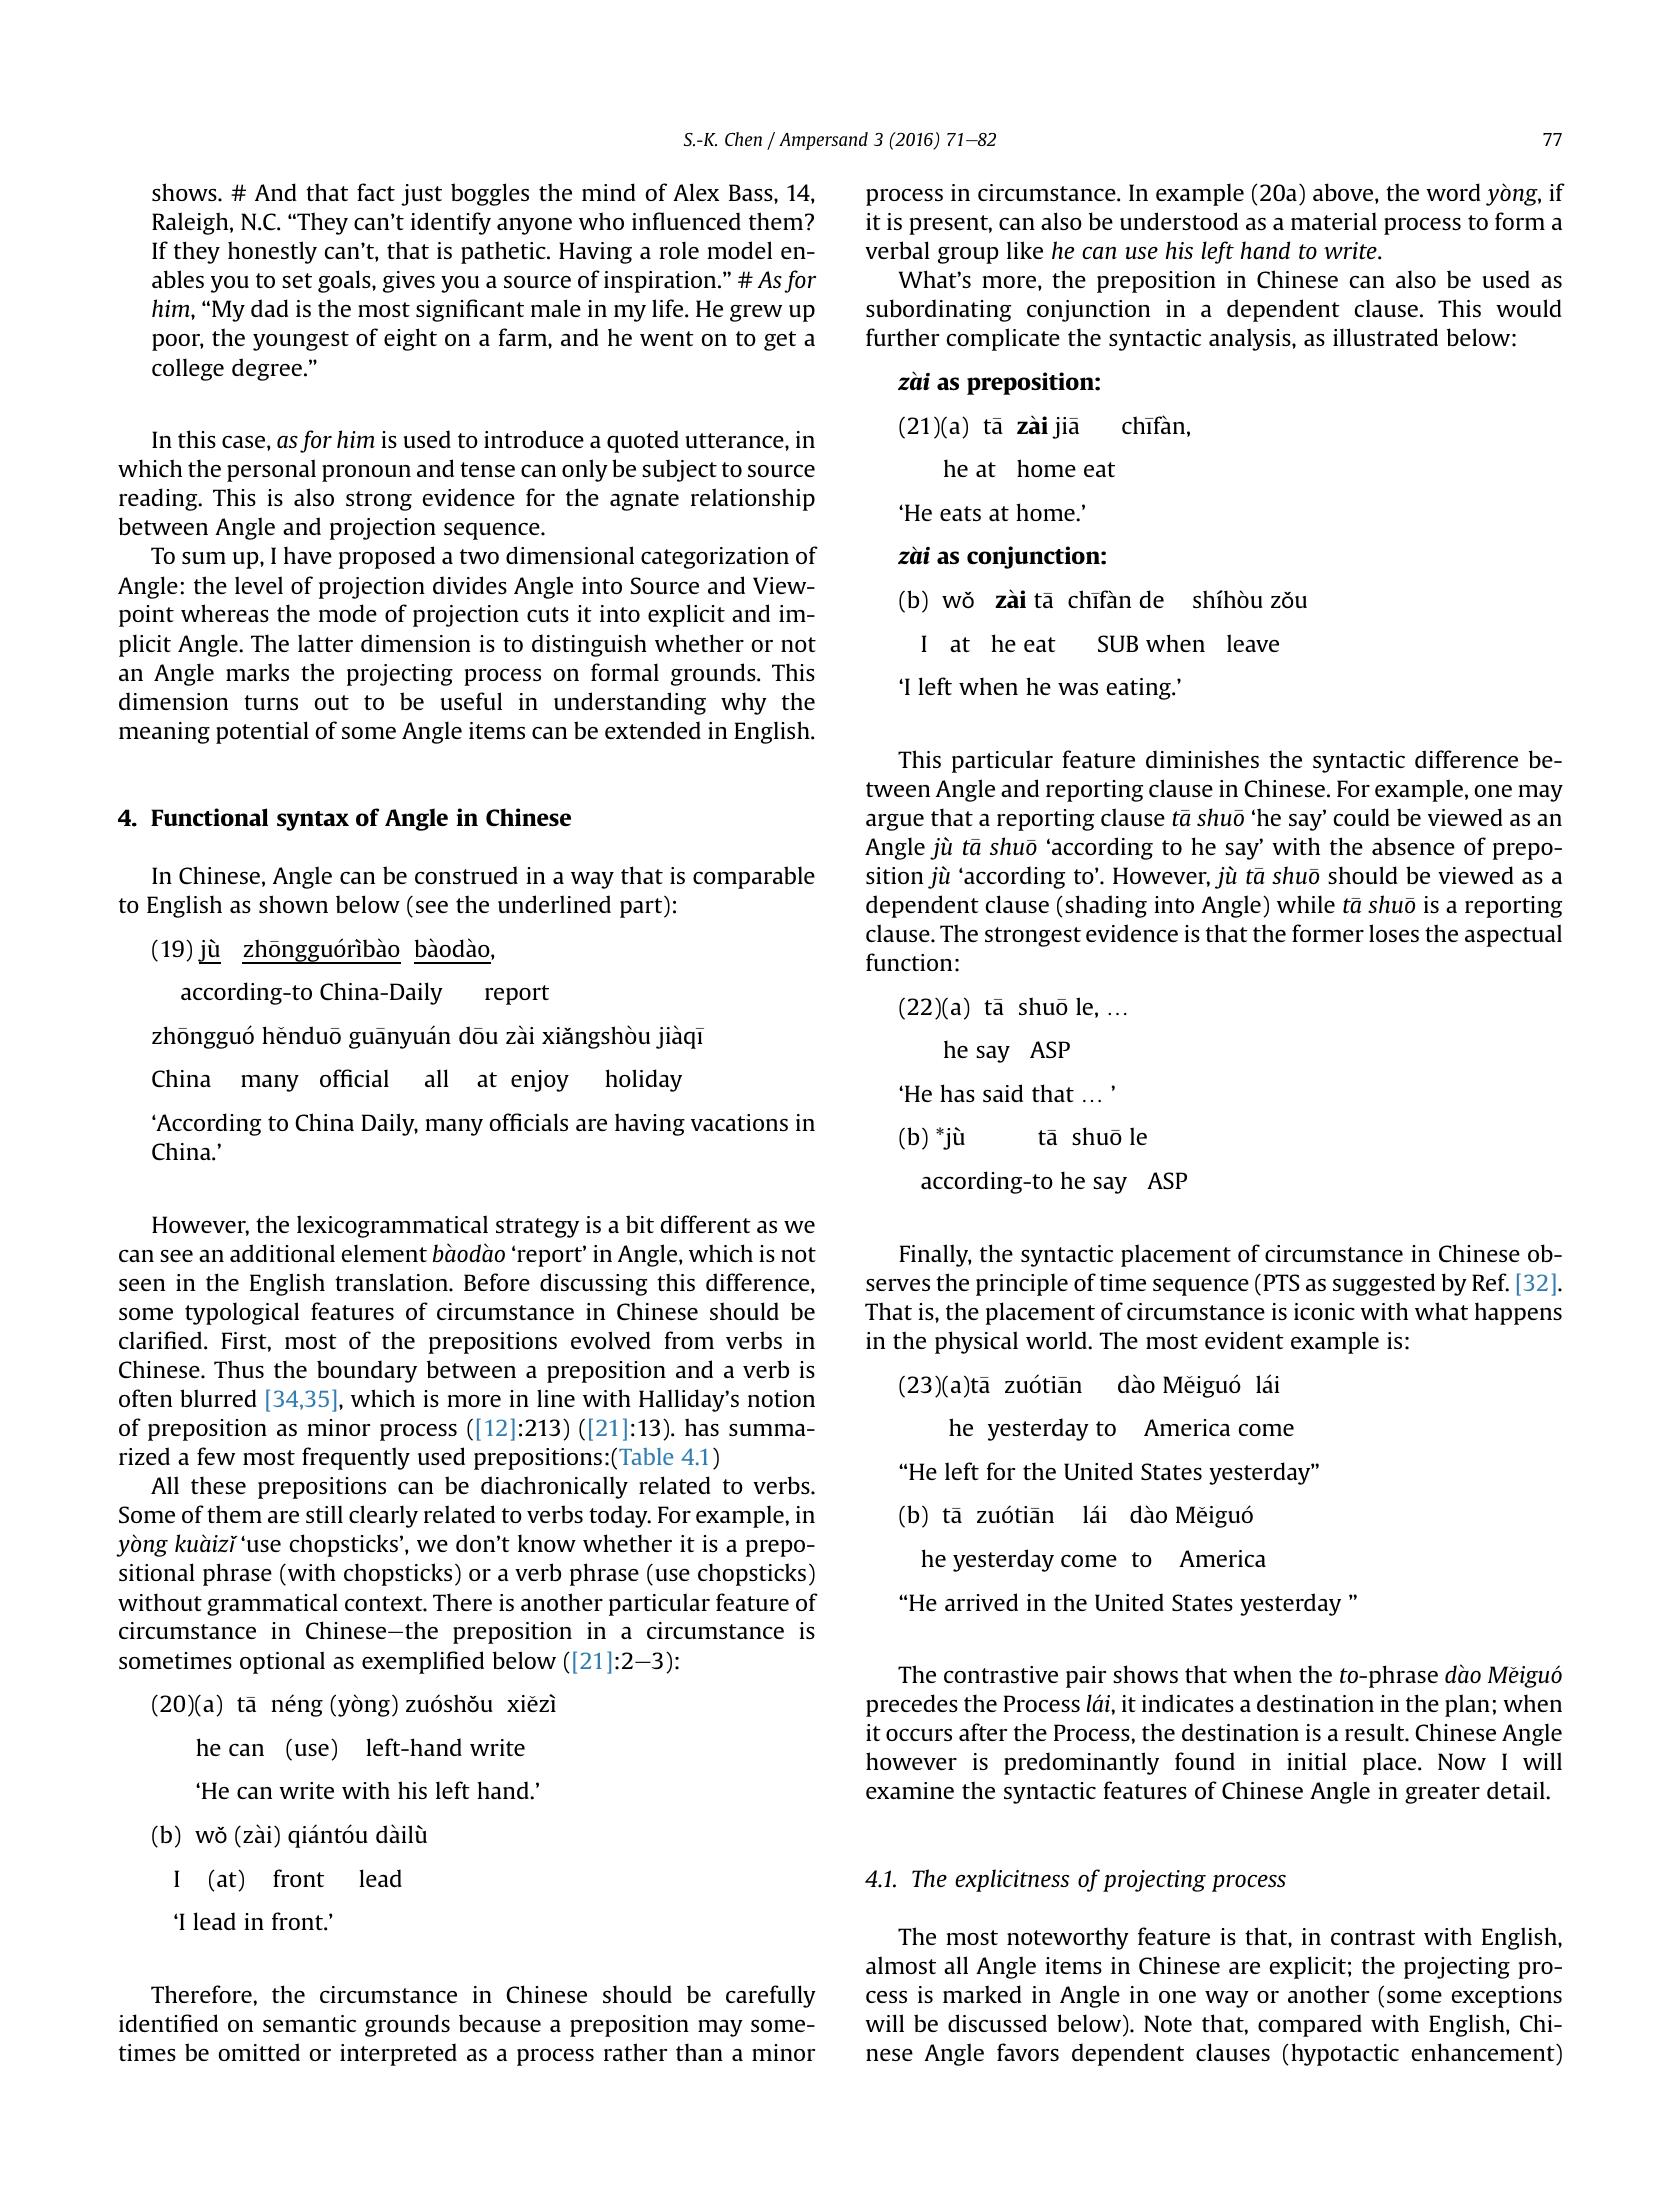 S.-K. Chen / Ampersand 3 (2016) 71–82
77
shows. # And that fact just boggles the mind of Alex Bass, 14,
Raleigh, N.C. “They can’t identify anyone who influenced them?
If they honestly can’t, that is pathetic. Having a role model en-
ables you to set goals, gives you a source of inspiration.” # As for
him, “My dad is the most significant male in my life. He grew up
poor, the youngest of eight on a farm, and he went on to get a
college degree.”
In this case, as for him is used to introduce a quoted utterance, in
which the personal pronoun and tense can only be subject to source
reading. This is also strong evidence for the agnate relationship
between Angle and projection sequence.
To sum up, I have proposed a two dimensional categorization of
Angle: the level of projection divides Angle into Source and View-
point whereas the mode of projection cuts it into explicit and im-
plicit Angle. The latter dimension is to distinguish whether or not
an Angle marks the projecting process on formal grounds. This
dimension turns out to be useful in understanding why the
meaning potential of some Angle items can be extended in English.
4. Functional syntax of Angle in Chinese
In Chinese, Angle can be construed in a way that is comparable
to English as shown below (see the underlined part):
(19) jù zhōngguórìbào bàodào,
according-to China-Daily report
zhōngguó hěnduō guānyuán dōu zài xiǎngshòu jiàqī
China many official all at enjoy holiday
‘According to China Daily, many officials are having vacations in
China.’
However, the lexicogrammatical strategy is a bit different as we
can see an additional element bàodào ‘report’ in Angle, which is not
seen in the English translation. Before discussing this difference,
some typological features of circumstance in Chinese should be
clarified. First, most of the prepositions evolved from verbs in
Chinese. Thus the boundary between a preposition and a verb is
often blurred [34,35], which is more in line with Halliday’s notion
of preposition as minor process ([12]:213) ([21]:13). has summa-
rized a few most frequently used prepositions:(Table 4.1)
All these prepositions can be diachronically related to verbs.
Some of them are still clearly related to verbs today. For example, in
yòng kuàizǐ ‘use chopsticks’, we don’t know whether it is a prepo-
sitional phrase (with chopsticks) or a verb phrase (use chopsticks)
without grammatical context. There is another particular feature of
circumstance in Chinese—the preposition in a circumstance is
sometimes optional as exemplified below ([21]:2–3):
(20)(a) tā néng (yòng) zuóshǒu xiězì
he can (use) left-hand write
‘He can write with his left hand.’
(b) wǒ (zài) qiántóu dàilù
I (at) front lead
‘I lead in front.’
Therefore, the circumstance in Chinese should be carefully
identified on semantic grounds because a preposition may some-
times be omitted or interpreted as a process rather than a minor
process in circumstance. In example (20a) above, the word yòng, if
it is present, can also be understood as a material process to form a
verbal group like he can use his left hand to write.
What’s more, the preposition in Chinese can also be used as
subordinating conjunction in a dependent clause. This would
further complicate the syntactic analysis, as illustrated below:
zài as preposition:
(21)(a) tā zài jiā chīfàn,
he at home eat
‘He eats at home.’
zài as conjunction:
(b) wǒ zài tā chīfàn de shíhòu zǒu
I at he eat SUB when leave
‘I left when he was eating.’
This particular feature diminishes the syntactic difference be-
tween Angle and reporting clause in Chinese. For example, one may
argue that a reporting clause tā shuō ‘he say’ could be viewed as an
Angle jù tā shuō ‘according to he say’ with the absence of prepo-
sition jù ‘according to’. However, jù tā shuō should be viewed as a
dependent clause (shading into Angle) while tā shuō is a reporting
clause. The strongest evidence is that the former loses the aspectual
function:
(22)(a) tā shuō le, …
he say ASP
‘He has said that … ’
(b) *jù tā shuō le
according-to he say ASP
Finally, the syntactic placement of circumstance in Chinese ob-
serves the principle of time sequence (PTS as suggested by Ref. [32].
That is, the placement of circumstance is iconic with what happens
in the physical world. The most evident example is:
(23)(a)tā zuótiān dào Měiguó lái
he yesterday to America come
“He left for the United States yesterday”
(b) tā zuótiān lái dào Měiguó
he yesterday come to America
“He arrived in the United States yesterday ”
The contrastive pair shows that when the to-phrase dào Měiguó
precedes the Process lái, it indicates a destination in the plan; when
it occurs after the Process, the destination is a result. Chinese Angle
however is predominantly found in initial place. Now I will
examine the syntactic features of Chinese Angle in greater detail.
4.1. The explicitness of projecting process
The most noteworthy feature is that, in contrast with English,
almost all Angle items in Chinese are explicit; the projecting pro-
cess is marked in Angle in one way or another (some exceptions
will be discussed below). Note that, compared with English, Chi-
nese Angle favors dependent clauses (hypotactic enhancement)